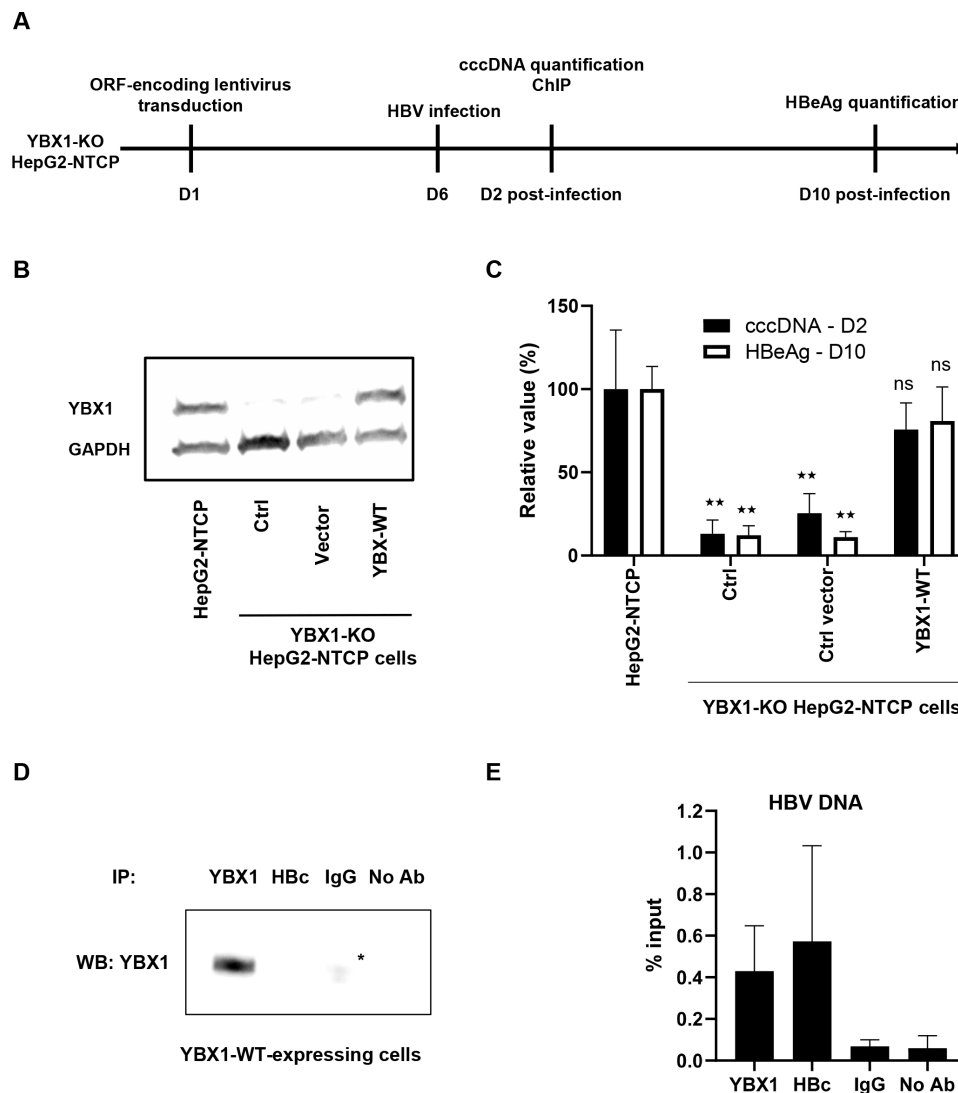 A
ORF-encoding lentivirus
transduction
HBV infection
cccDNA quantification
ChIP
HBeAg quantification
YBX1-KO
HepG2-NTCP
D1
D6
D2 post-infection
D10 post-infection
B
YBX1
GAPDH
HepG2-NTCP
Ctrl
Vector
YBX-WT
YBX1-KO
HepG2-NTCP cells
C
Relative value (%)
150
100
50
0
cccDNA - D2
HBeAg - D10
★★
★★
★★
★★
ns
ns
HepG2-NTCP
Ctrl
Ctrl vector
YBX1-WT
YBX1-KO HepG2-NTCP cells
D
IP: YBX1 HBc IgG No Ab
WB: YBX1
*
YBX1-WT-expressing cells
E
HBV DNA
% input
1.2
1.0
0.8
0.6
0.4
0.2
0.0
YBX1 HBc IgG No Ab